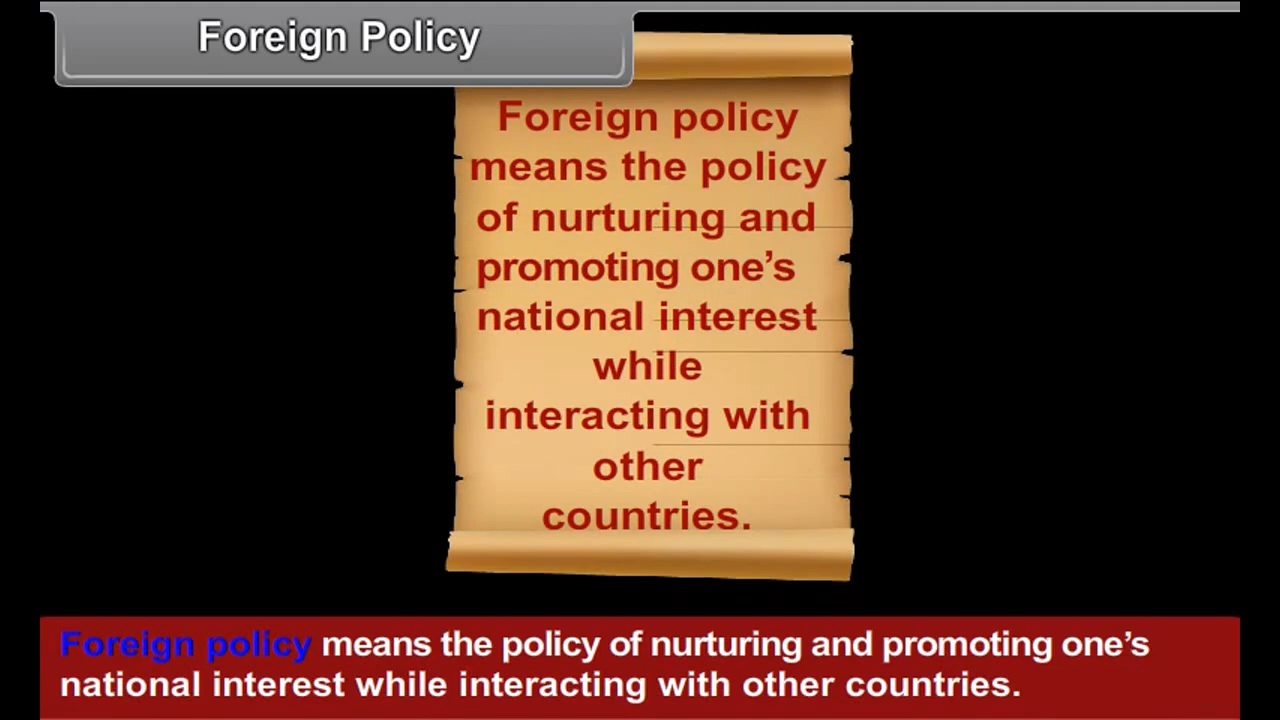 Foreign Policy
Foreign policy
means the policy
of nurturing and
promoting one’s
national interest
while
interacting with
other
countries.
Foreign policy means the policy of nurturing and promoting one’s
national interest while interacting with other countries.